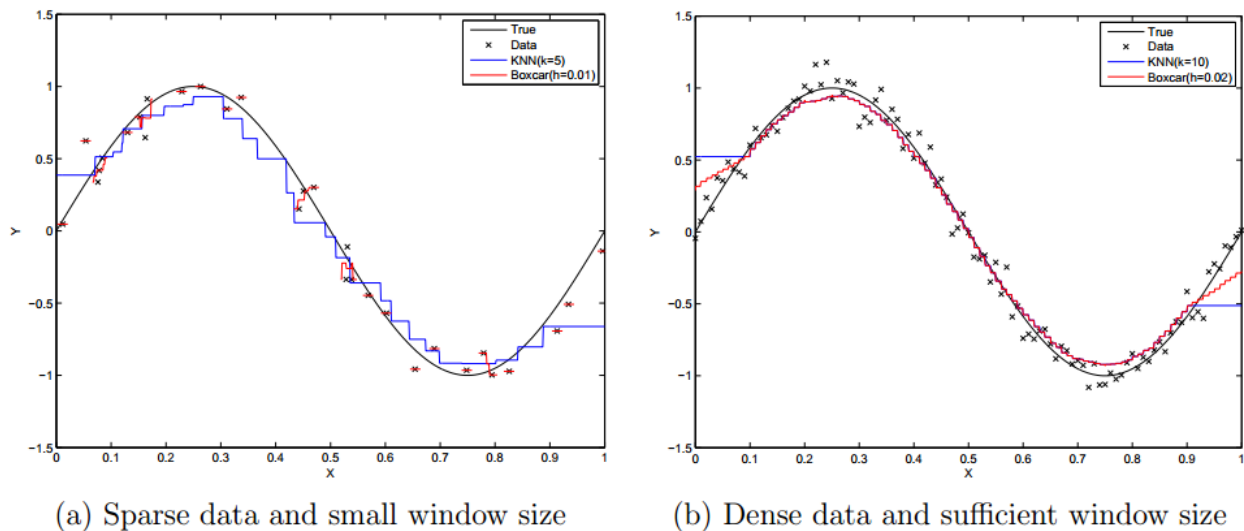 1.5
1
0.5
0
−0.5
−1
−1.5
Y
True
Data
KNN(k=5)
Boxcar(h=0.01)
0 0.1 0.2 0.3 0.4 0.5 0.6 0.7 0.8 0.9 1
X
(a) Sparse data and small window size
1.5
1
0.5
0
−0.5
−1
−1.5
Y
True
Data
KNN(k=10)
Boxcar(h=0.02)
0 0.1 0.2 0.3 0.4 0.5 0.6 0.7 0.8 0.9 1
X
(b) Dense data and sufficient window size